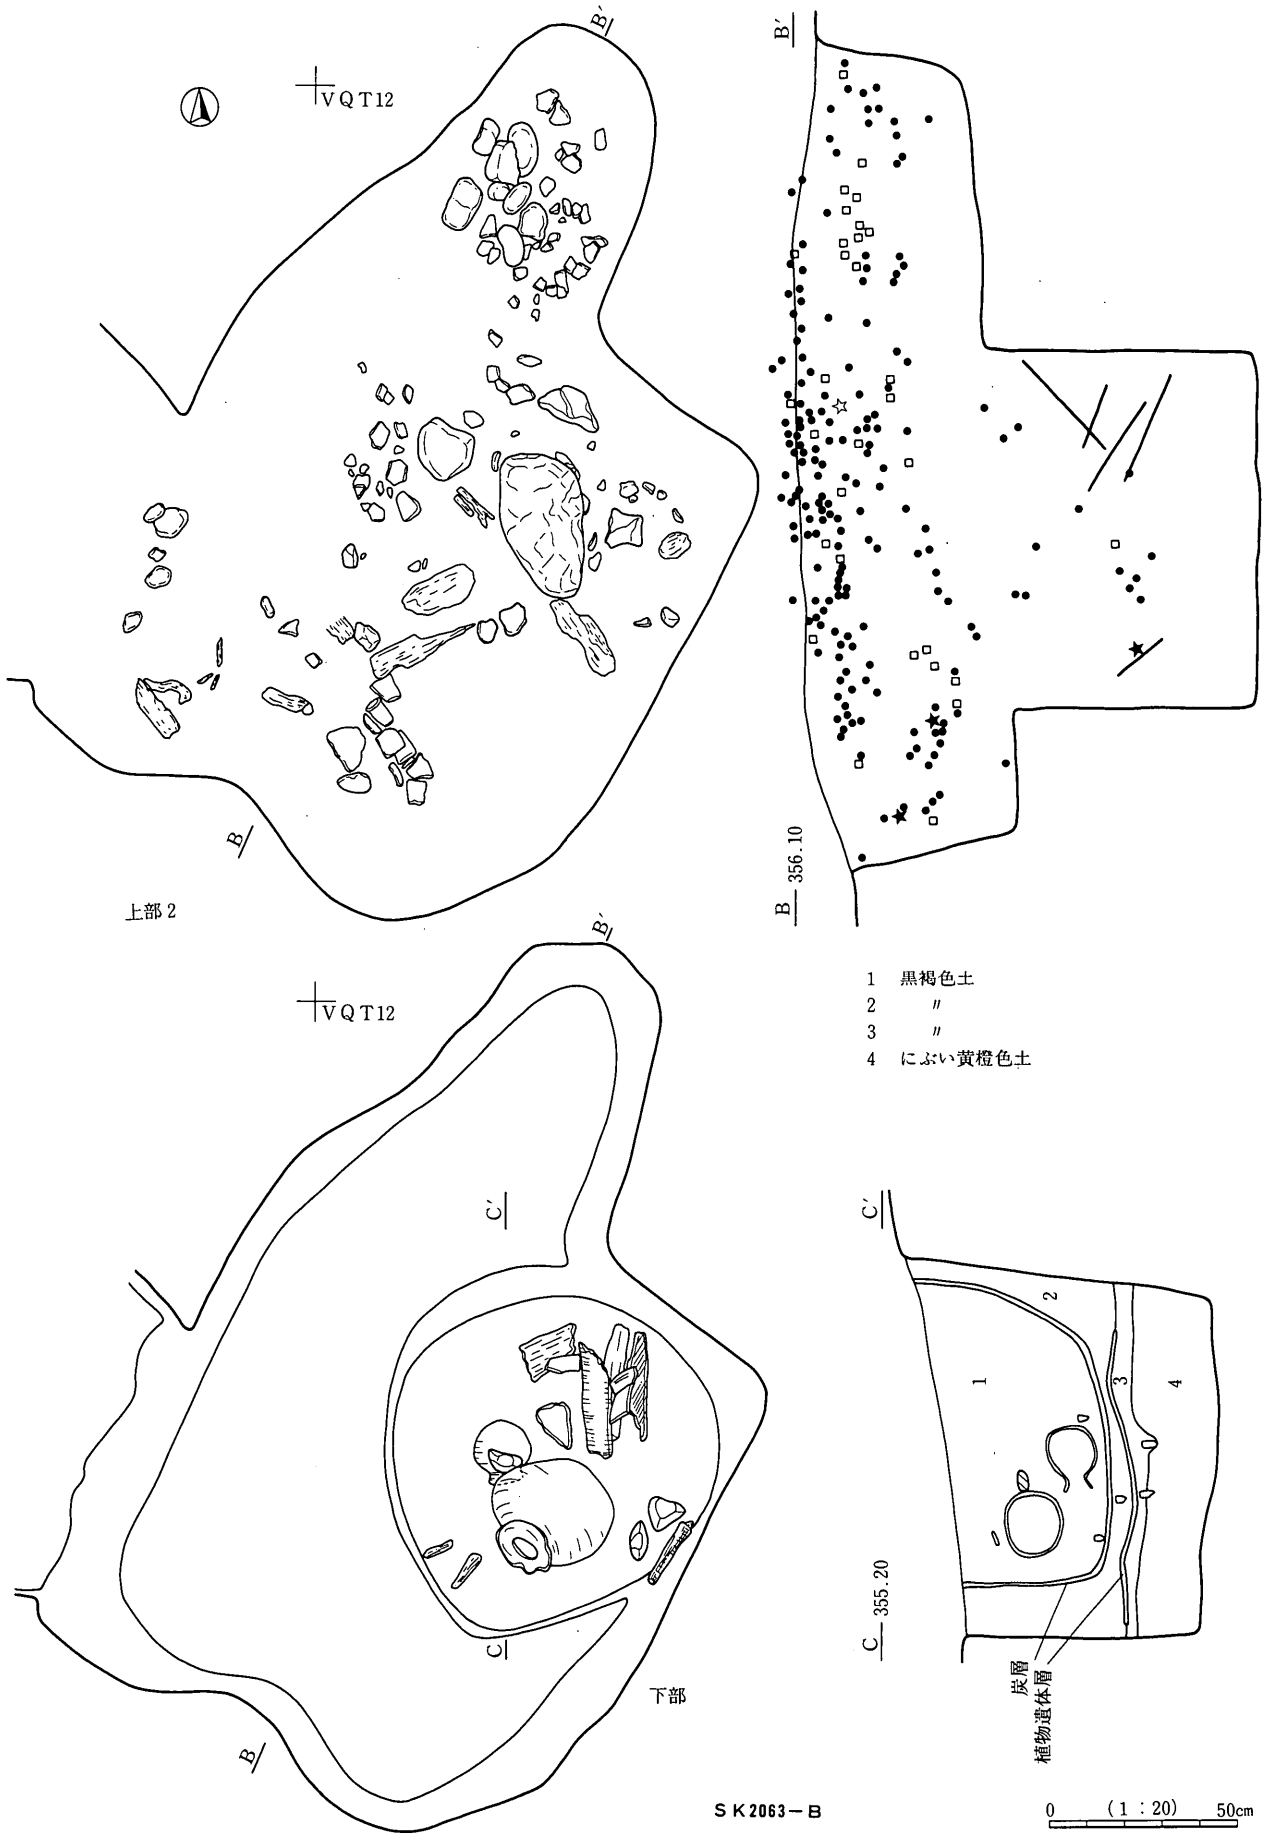 B′
VQT12
B
上部2
B′
B 356.10
1 黒褐色土
2 〃
3 〃
4 にぶい黄橙色土
B′
VQT12
C′
C
B
下部
C′
1
2
3
4
C 355.20
炭層
植物遺体層
SK2063-B
0 (1:20) 50cm